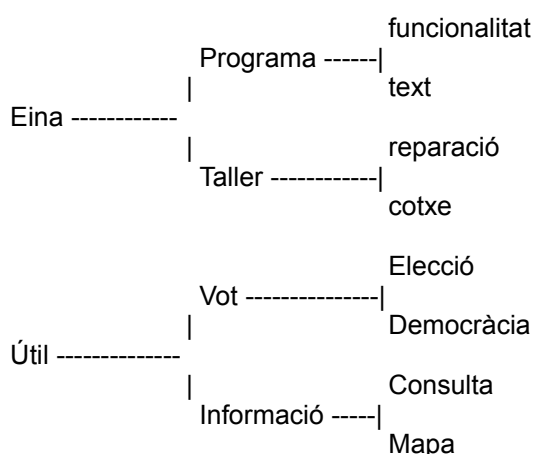 funcionalitat
Programa ------|
| text
Eina ------------
| reparació
Taller ------------|
cotxe
Elecció
Vot ---------------|
| Democràcia
Útil --------------
| Consulta
Informació -----|
Mapa